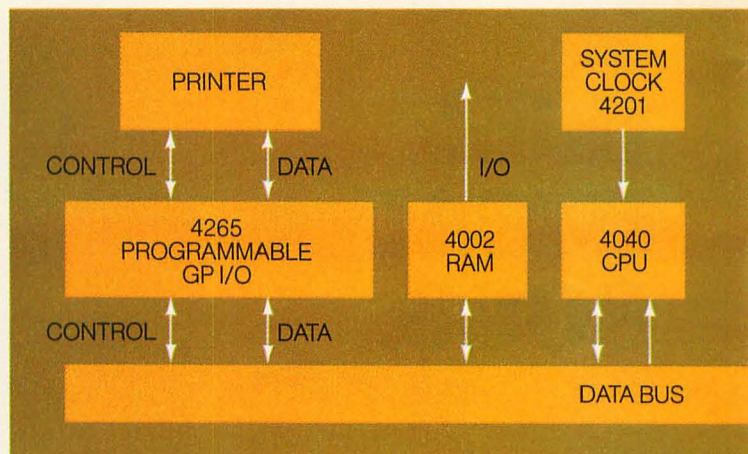 PRINTER
SYSTEM
CLOCK
4201
CONTROL
DATA
I/O
4265
PROGRAMMABLE
GP I/O
4002
RAM
4040
CPU
CONTROL
DATA
DATA BUS